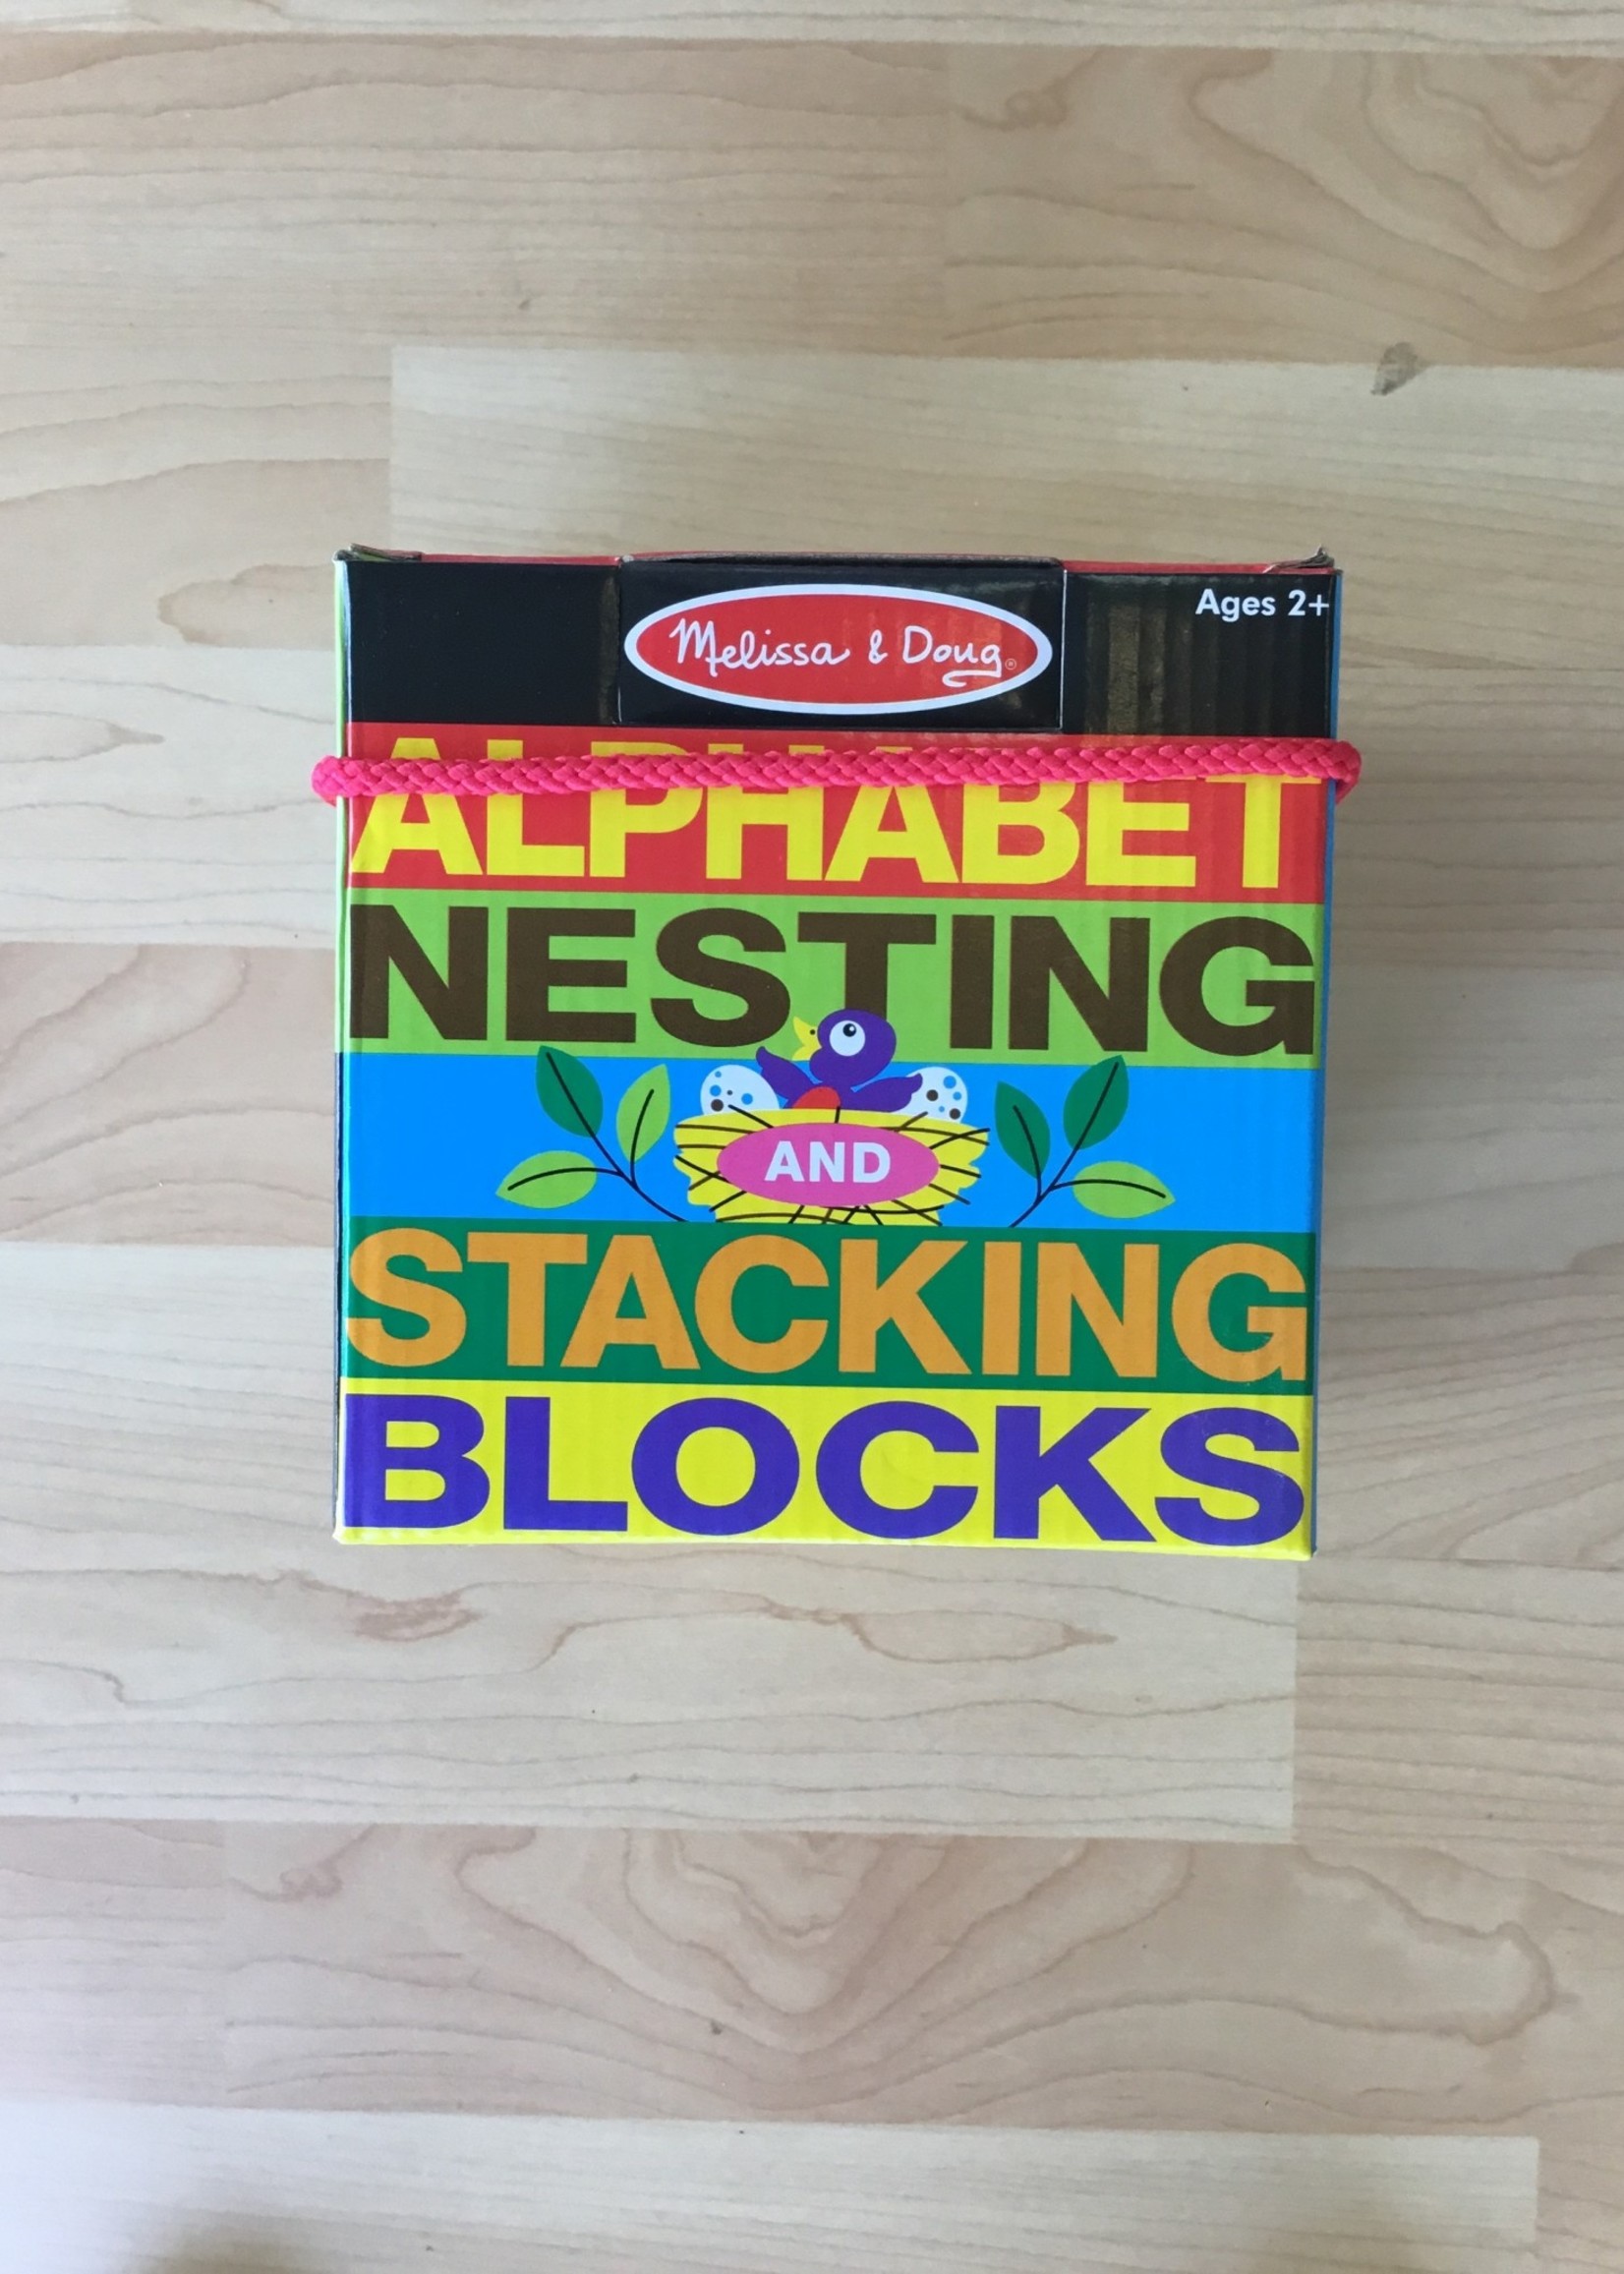 Melissa & Doug®
Ages 2+
ALPHABET
NESTING
AND
STACKING
BLOCKS